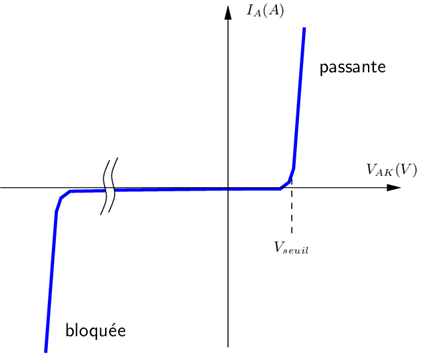 I_A(A)
passante
V_AK(V)
V_seuil
bloquée